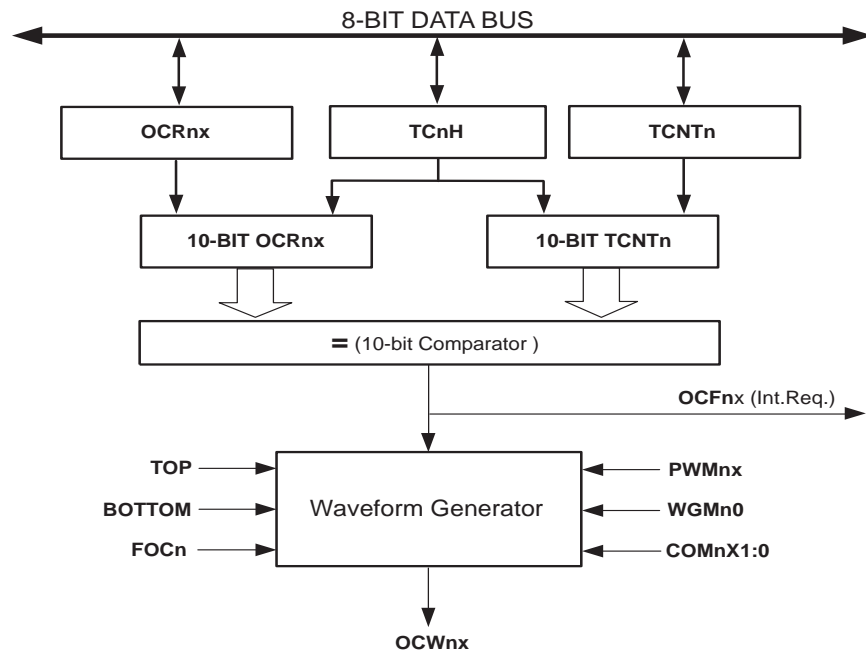 8-BIT DATA BUS
OCRnx
TCnH
TCNTn
10-BIT OCRnx
10-BIT TCNTn
= (10-bit Comparator )
OCFnx (Int.Req.)
TOP
BOTTOM
FOCn
Waveform Generator
PWMnx
WGMn0
COMnX1:0
OCWnx